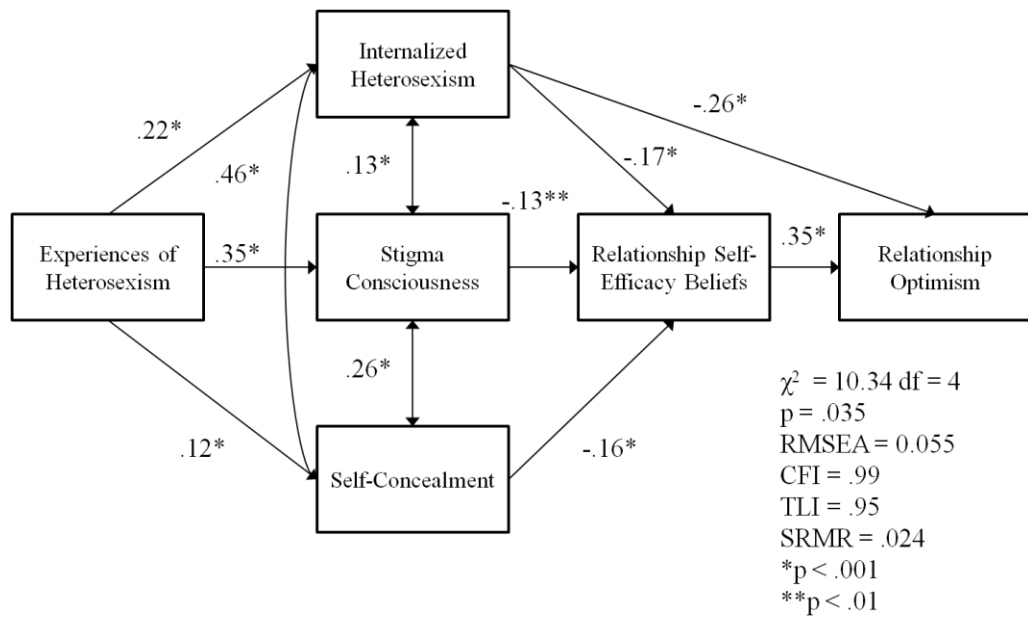 Internalized
Heterosexism
-.26*
.22*
-.17*
.46*
.13*
-.13**
Experiences of
Heterosexism
.35*
Stigma
Consciousness
Relationship Self-
Efficacy Beliefs
.35*
Relationship
Optimism
.26*
.12*
Self-Concealment
-.16*
χ² = 10.34 df = 4
p = .035
RMSEA = 0.055
CFI = .99
TLI = .95
SRMR = .024
*p < .001
**p < .01